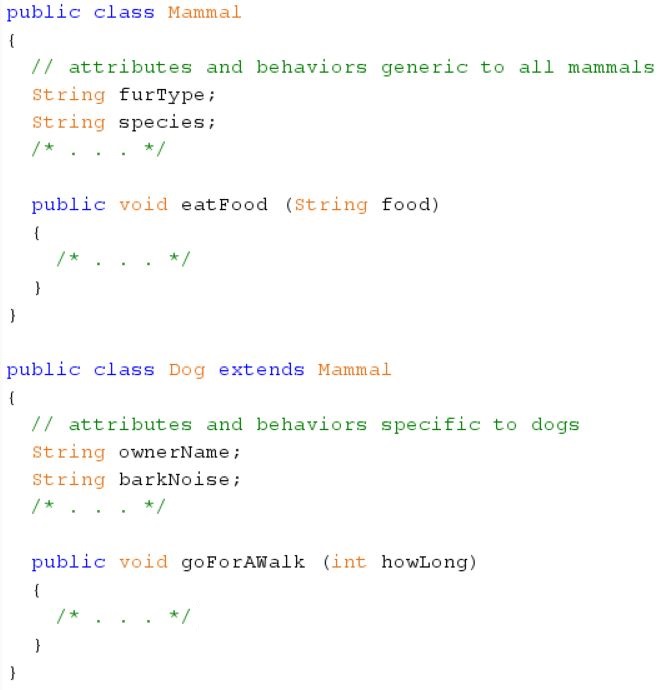 public class Mammal
{
  // attributes and behaviors generic to all mammals
  String furType;
  String species;
  /* . . . */

  public void eatFood (String food)
  {
    /* . . . */
  }
}

public class Dog extends Mammal
{
  // attributes and behaviors specific to dogs
  String ownerName;
  String barkNoise;
  /* . . . */

  public void goForAWalk (int howLong)
  {
    /* . . . */
  }
}